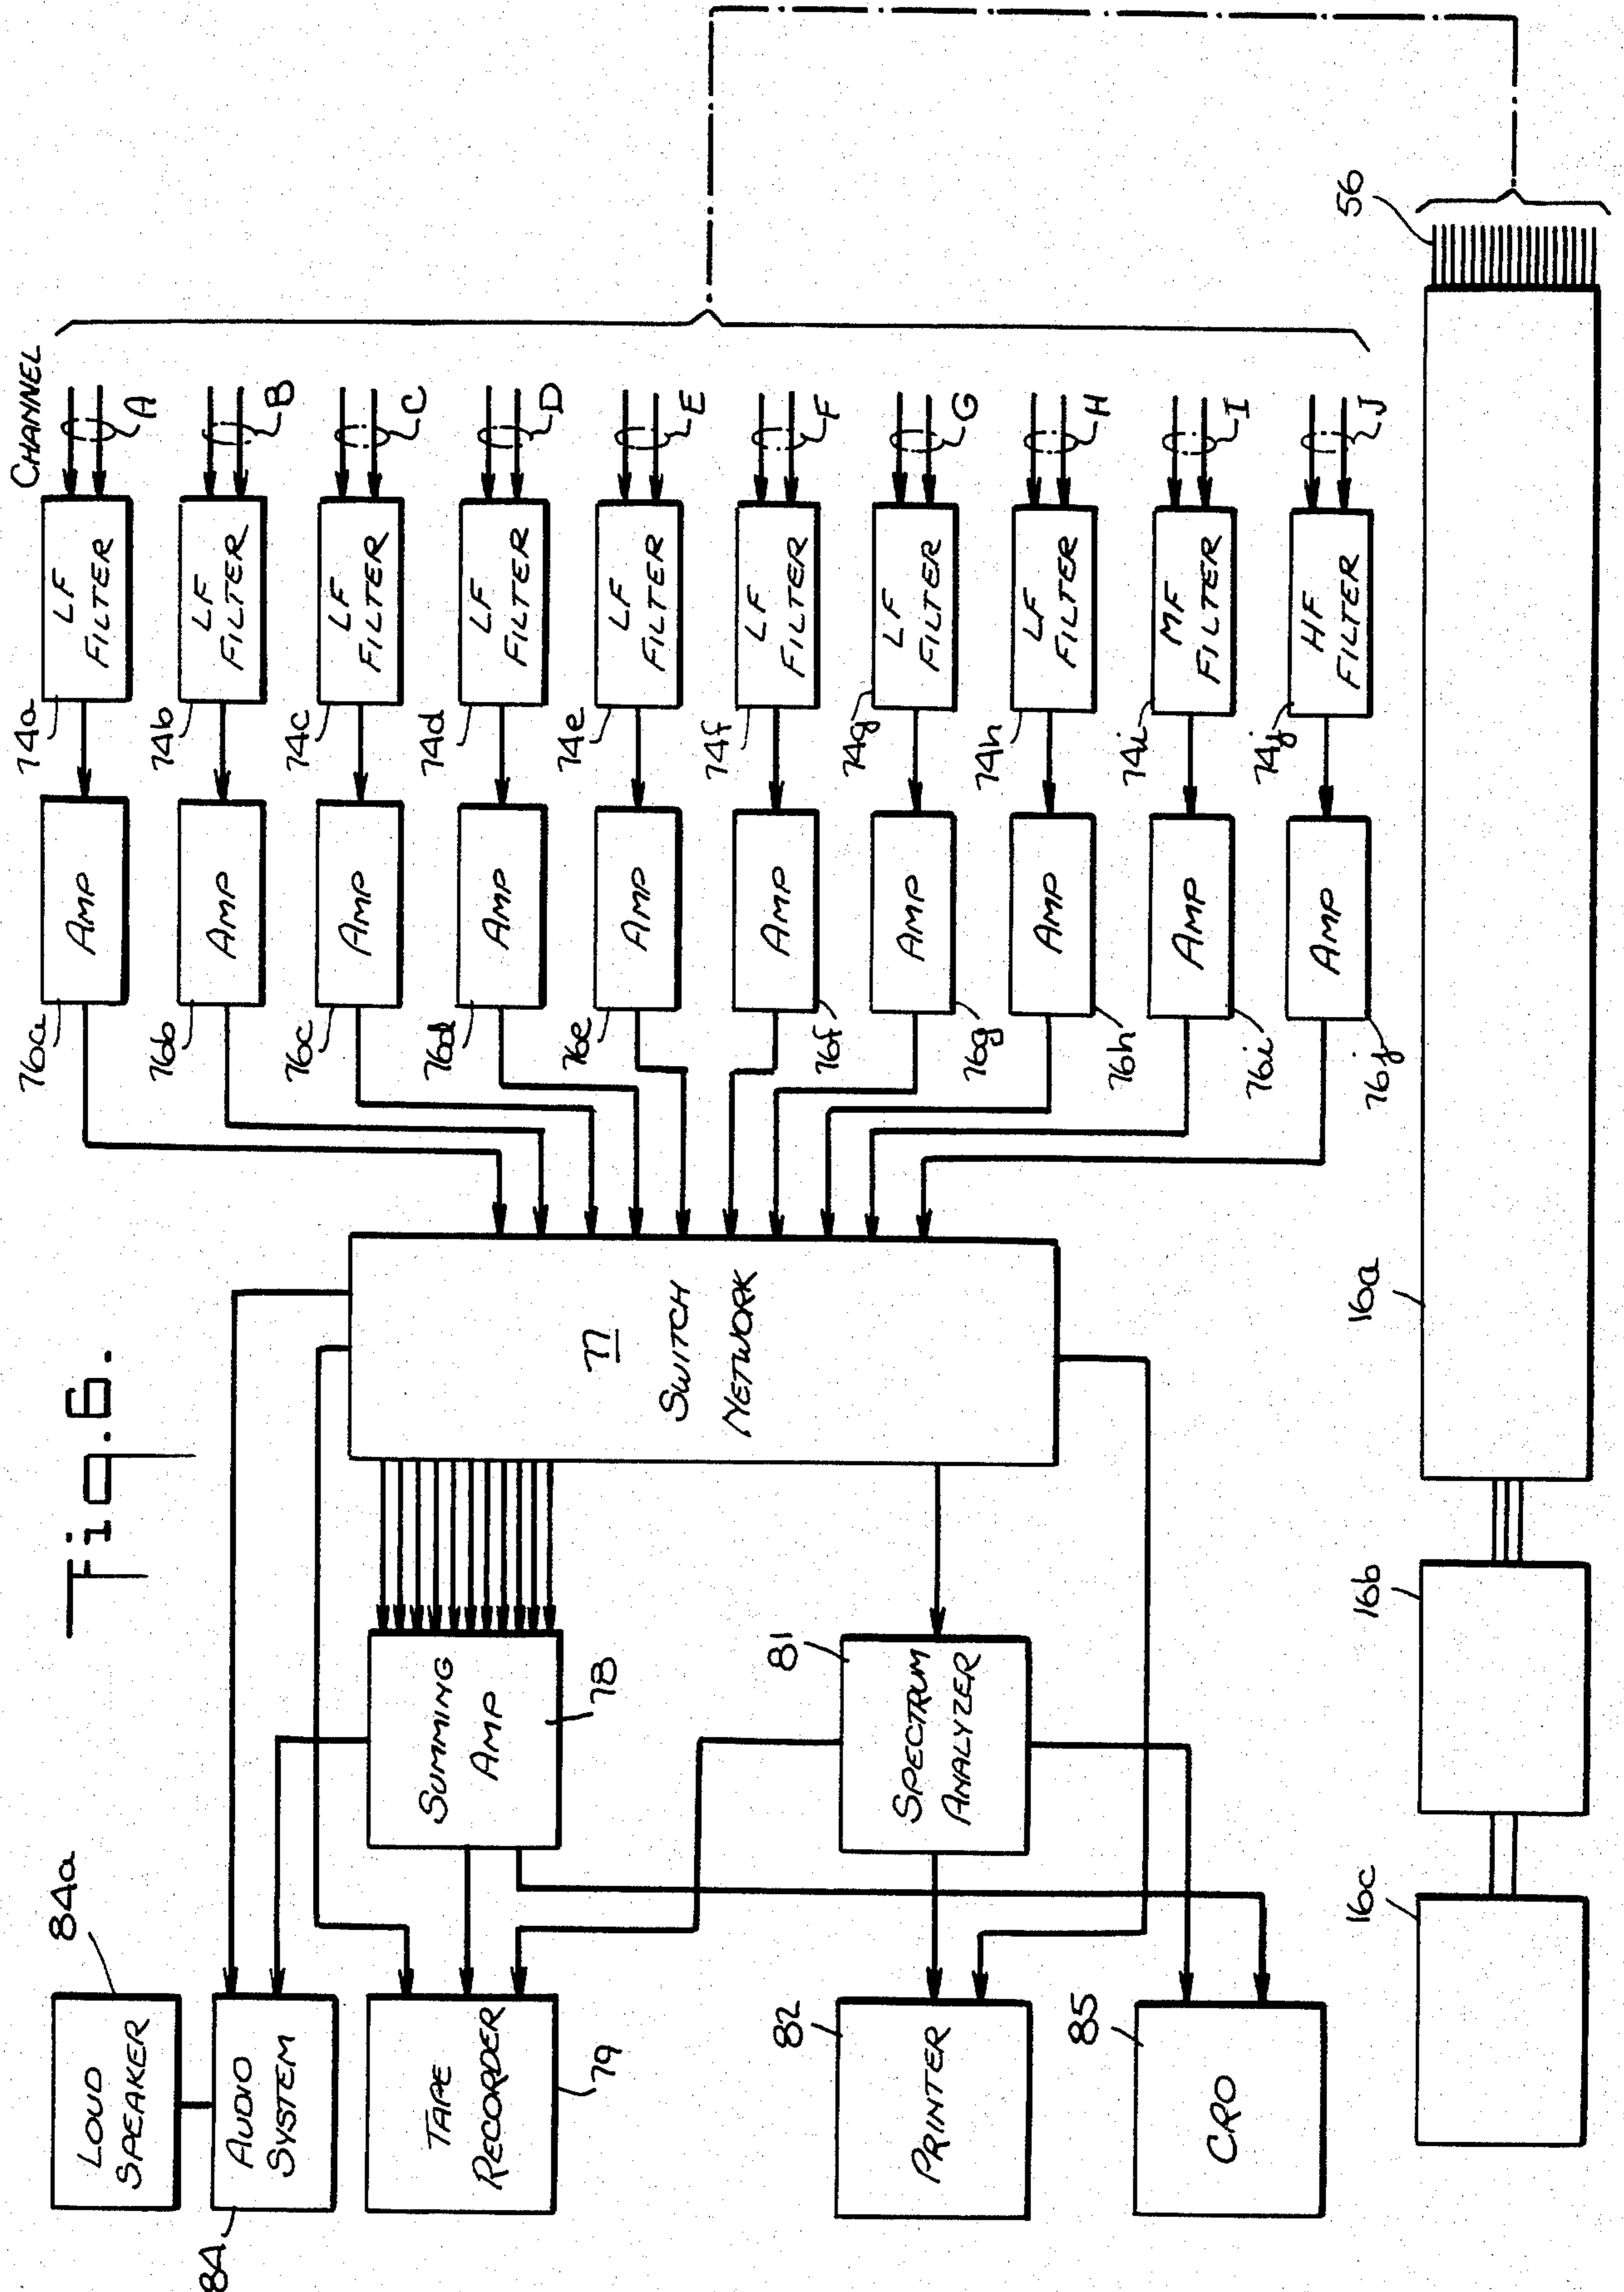 Fig. 6.
CHANNEL
A
B
C
D
E
F
G
H
I
J
LF
FILTER
74a
LF
FILTER
74b
LF
FILTER
74c
LF
FILTER
74d
LF
FILTER
74e
LF
FILTER
74f
LF
FILTER
74g
LF
FILTER
74h
MF
FILTER
74i
HF
FILTER
74j
AMP
76a
AMP
76b
AMP
76c
AMP
76d
AMP
76e
AMP
76f
AMP
76g
AMP
76h
AMP
76i
AMP
76j
77
SWITCH
NETWORK
SUMMING
AMP
78
SPECTRUM
ANALYZER
81
LOUD
SPEAKER
84a
AUDIO
SYSTEM
84
TAPE
RECORDER
79
PRINTER
82
CRO
85
16a
16b
16c
56